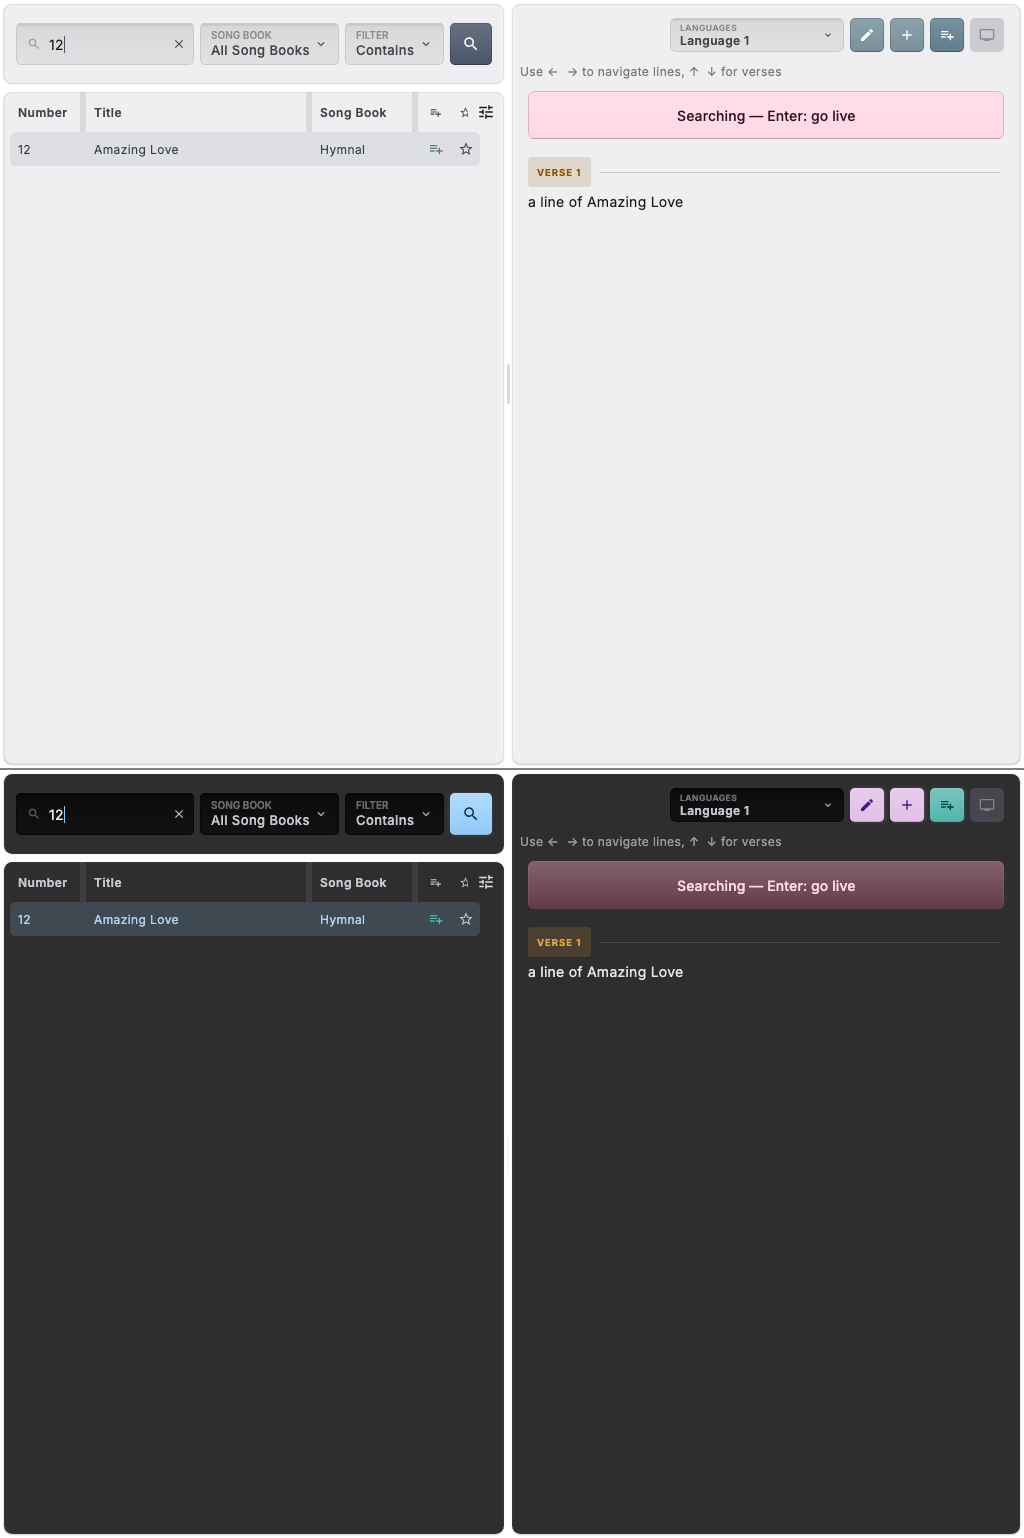 12
SONG BOOK
All Song Books
FILTER
Contains
Number Title Song Book
12 Amazing Love Hymnal
LANGUAGES
Language 1
Use ← → to navigate lines, ↑ ↓ for verses
Searching — Enter: go live
VERSE 1
a line of Amazing Love
12
SONG BOOK
All Song Books
FILTER
Contains
Number Title Song Book
12 Amazing Love Hymnal
LANGUAGES
Language 1
Use ← → to navigate lines, ↑ ↓ for verses
Searching — Enter: go live
VERSE 1
a line of Amazing Love